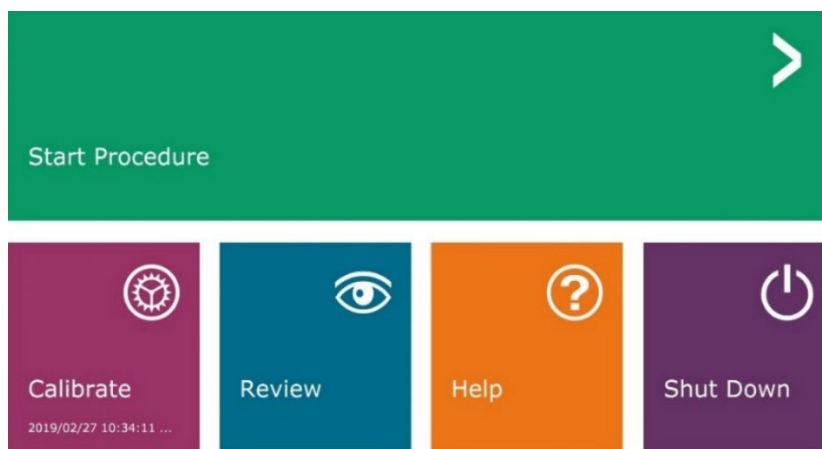 Start Procedure
Calibrate
2019/02/27 10:34:11 ...
Review
Help
Shut Down